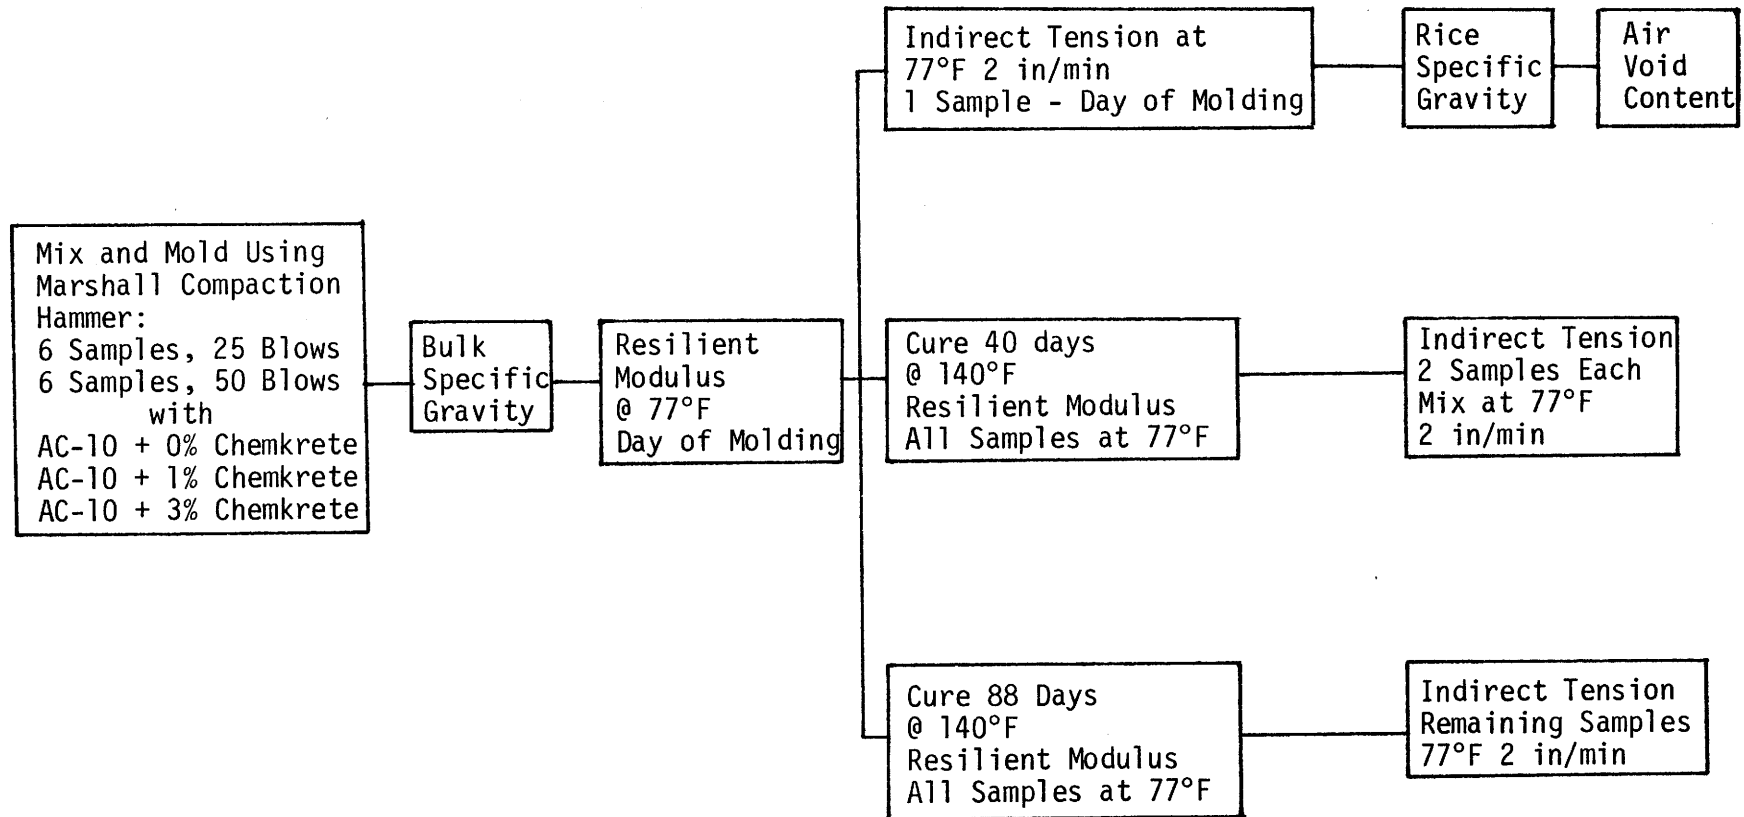 Mix and Mold Using
Marshall Compaction
Hammer:
6 Samples, 25 Blows
6 Samples, 50 Blows
with
AC-10 + 0% Chemkrete
AC-10 + 1% Chemkrete
AC-10 + 3% Chemkrete
Bulk
Specific
Gravity
Resilient
Modulus
@ 77°F
Day of Molding
Indirect Tension at
77°F 2 in/min
1 Sample - Day of Molding
Rice
Specific
Gravity
Air
Void
Content
Cure 40 days
@ 140°F
Resilient Modulus
All Samples at 77°F
Indirect Tension
2 Samples Each
Mix at 77°F
2 in/min
Cure 88 Days
@ 140°F
Resilient Modulus
All Samples at 77°F
Indirect Tension
Remaining Samples
77°F 2 in/min